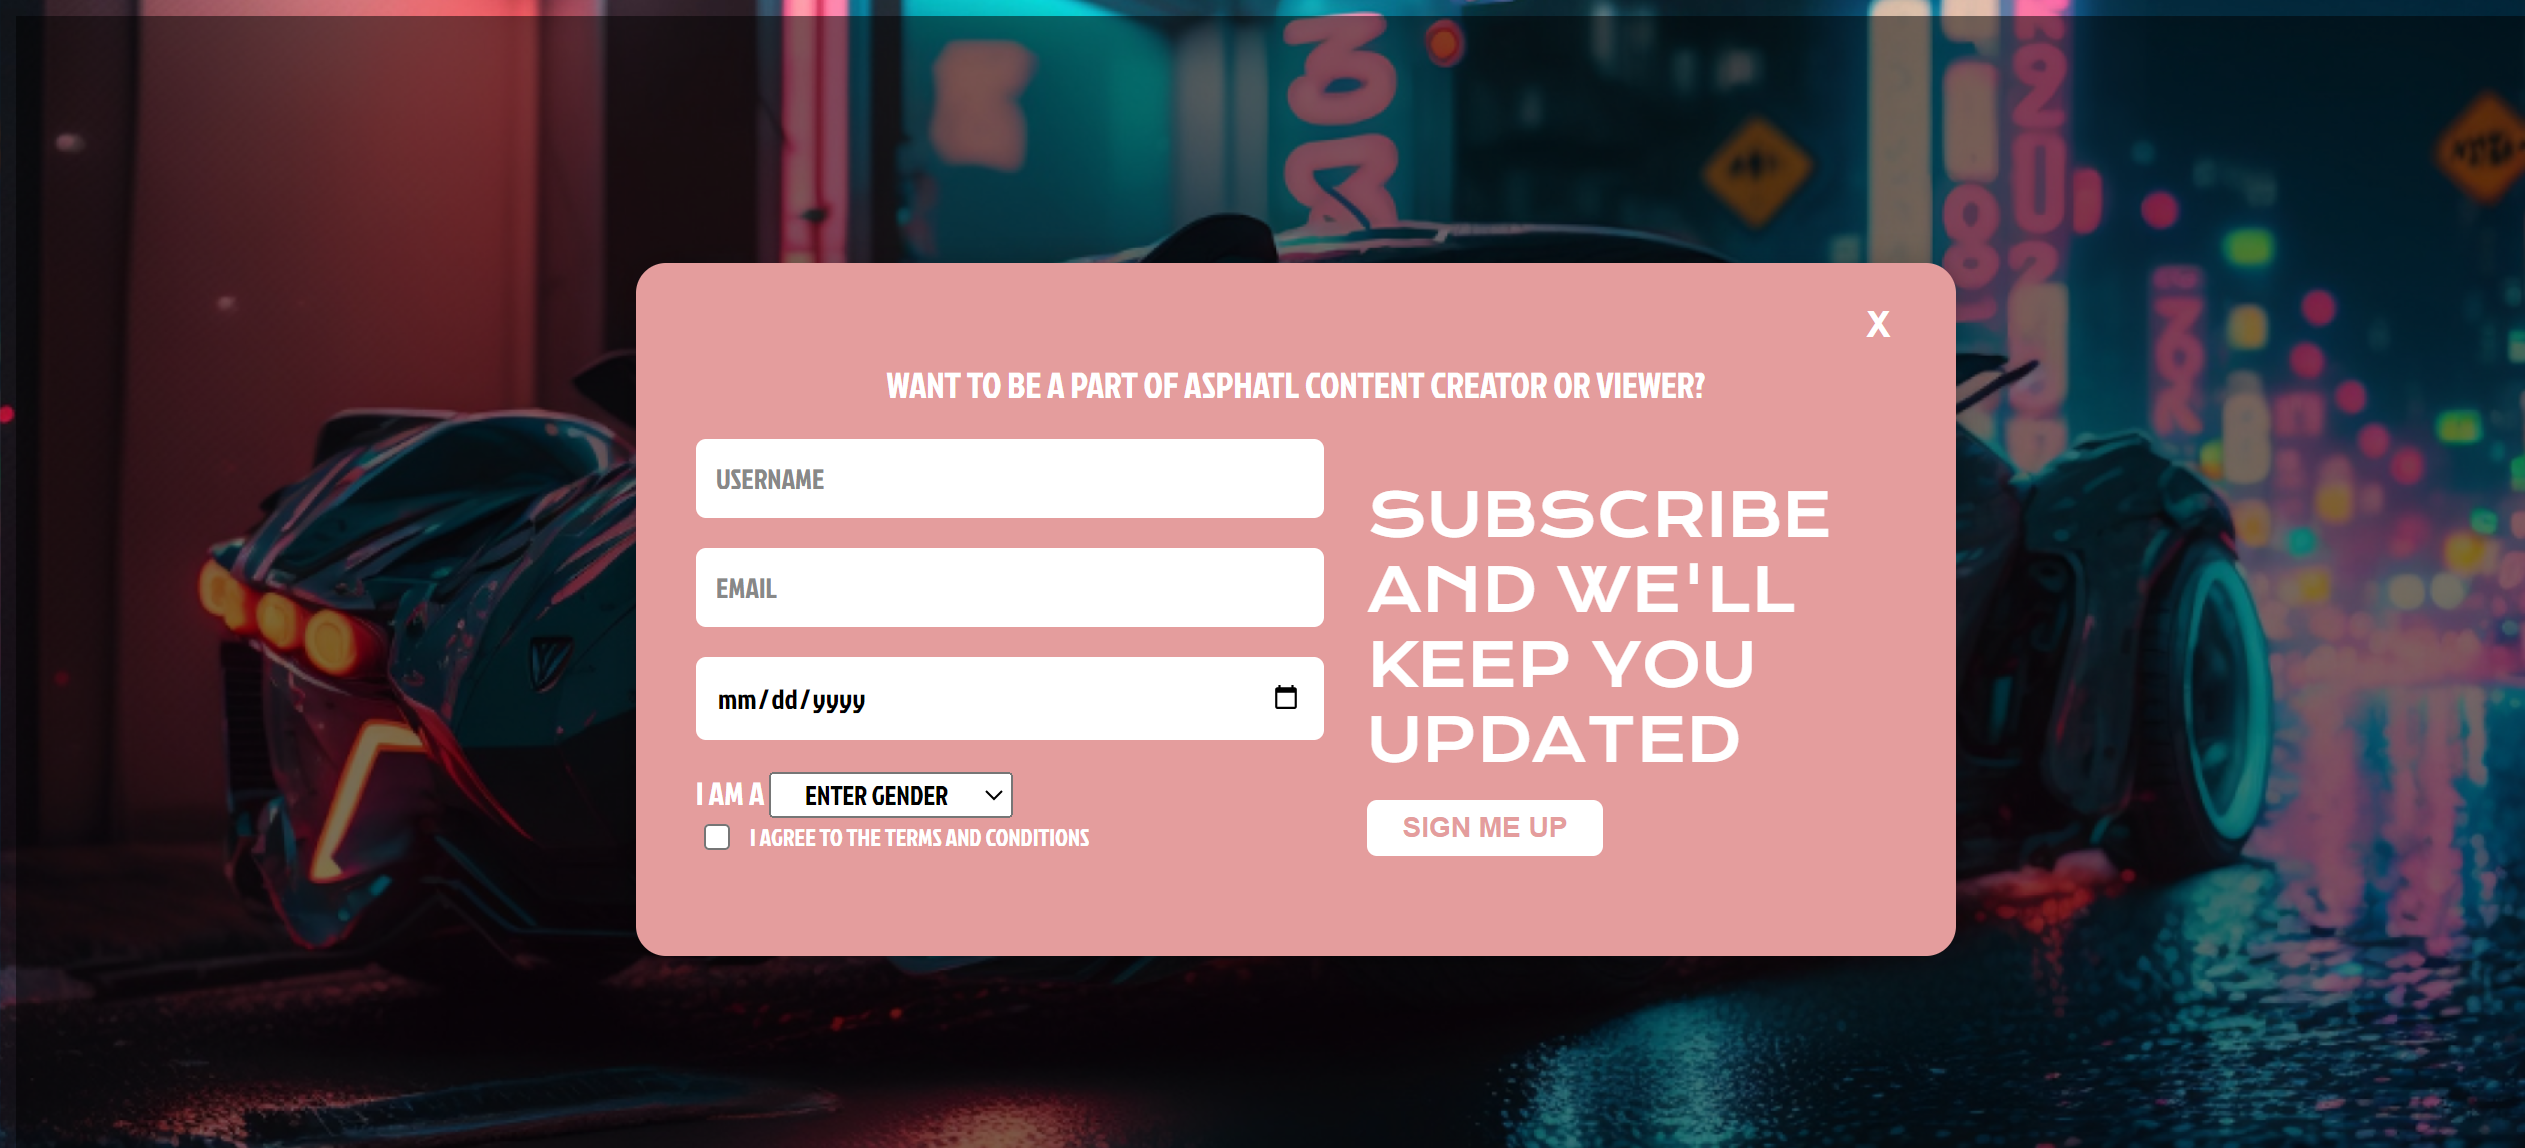 X
WANT TO BE A PART OF ASPHATL CONTENT CREATOR OR VIEWER?
USERNAME
EMAIL
mm/dd/yyyy
I AM A ENTER GENDER
I AGREE TO THE TERMS AND CONDITIONS
SUBSCRIBE
AND WE'LL
KEEP YOU
UPDATED
SIGN ME UP